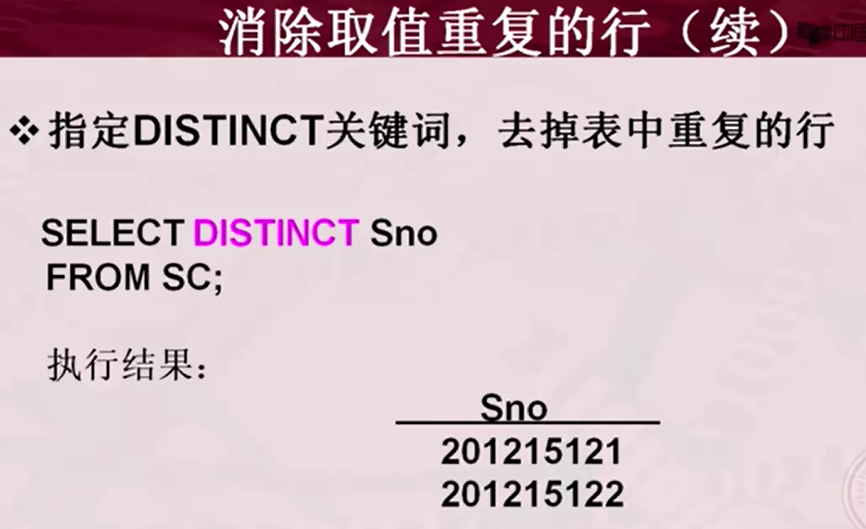 消除取值重复的行（续）
❖指定DISTINCT关键词，去掉表中重复的行
SELECT DISTINCT Sno
FROM SC;
执行结果：
Sno
201215121
201215122